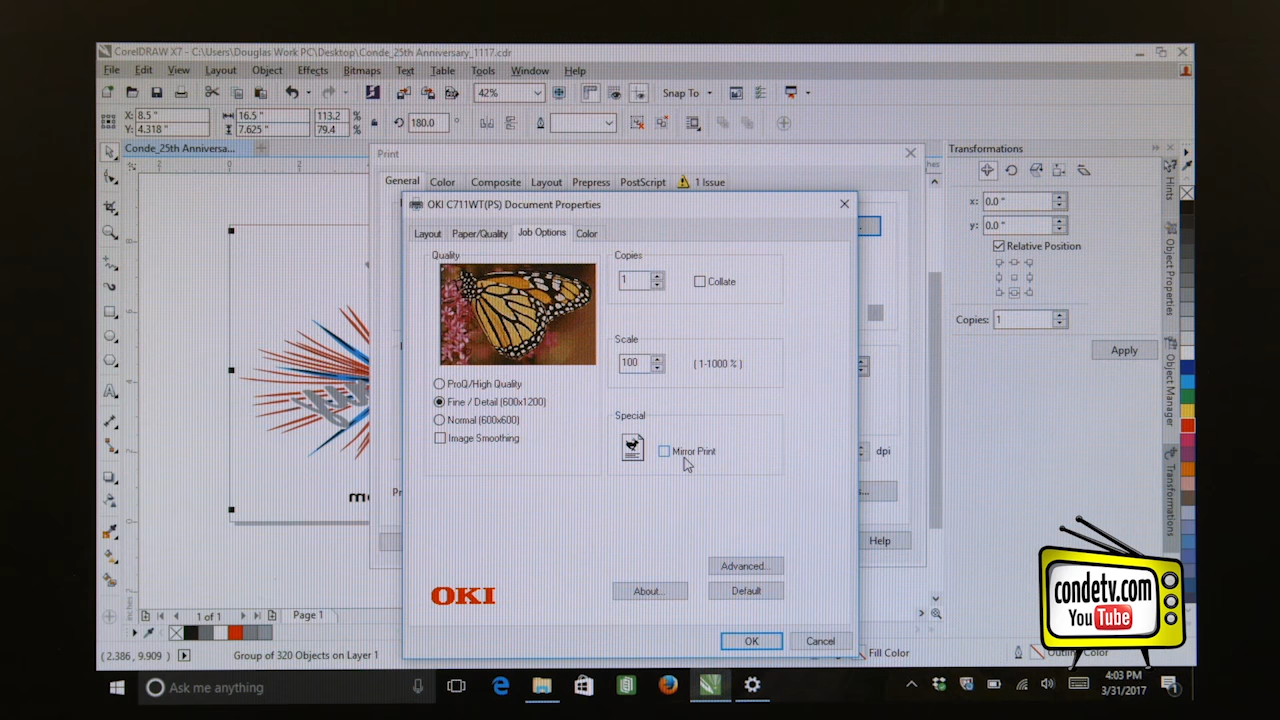 CorelDRAW X7 - C:\Users\Douglas Work PC\Desktop\Conde_25th Anniversary_1117.cdr
File Edit View Layout Object Effects Bitmaps Text Table Tools Window Help
42% Snap To
X: 8.5 " 16.5 " 113.2 %
Y: 4.318 " 7.625 " 79.4 % 180.0 °
Conde_25th Anniversa...
Print
General Color Composite Layout Prepress PostScript 1 Issue
OKI C711WT(PS) Document Properties
Layout Paper/Quality Job Options Color
Quality
ProQ/High Quality
Fine / Detail (600x1200)
Normal (600x600)
Image Smoothing
Copies
1 Collate
Scale
100 ( 1-1000 % )
Special
Mirror Print
Advanced...
About... Default
OKI
OK Cancel
dpi
Help
Transformations
x: 0.0 "
y: 0.0 "
Relative Position
Copies: 1
Apply
Hints
Object Properties
Object Manager
Transformations
inches
1 of 1 Page 1
( 2.386, 9.909 ) Group of 320 Objects on Layer 1 Fill Color
condetv.com
YouTube
Ask me anything
4:03 PM
3/31/2017
1